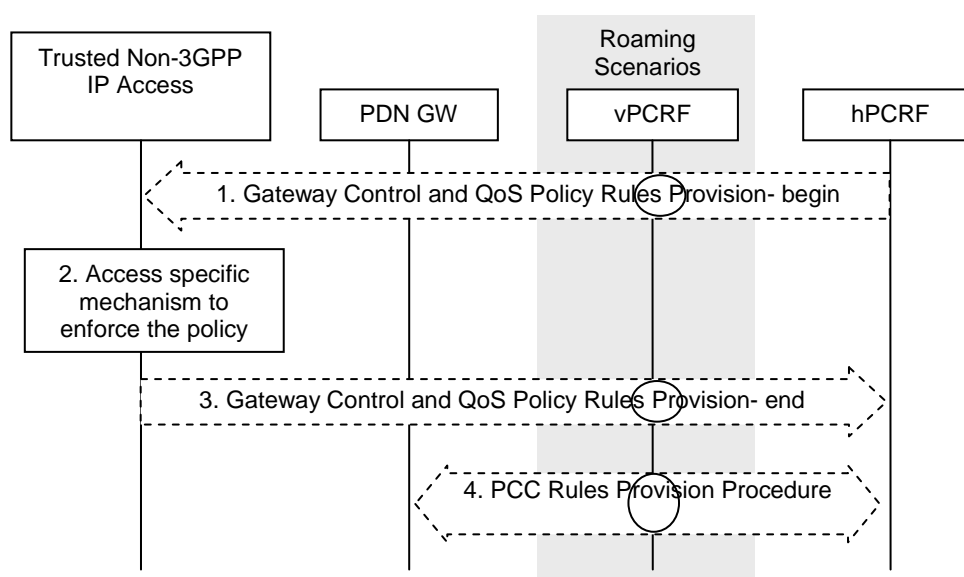 Roaming
Scenarios
Trusted Non-3GPP
IP Access
PDN GW
vPCRF
hPCRF
1. Gateway Control and QoS Policy Rules Provision- begin
2. Access specific
mechanism to
enforce the policy
3. Gateway Control and QoS Policy Rules Provision- end
4. PCC Rules Provision Procedure